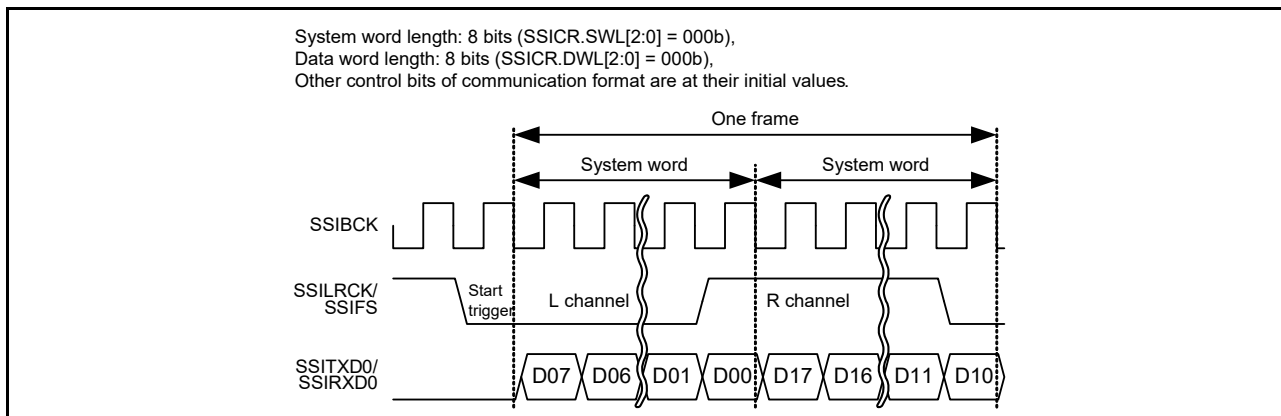 System word length: 8 bits (SSICR.SWL[2:0] = 000b),
Data word length: 8 bits (SSICR.DWL[2:0] = 000b),
Other control bits of communication format are at their initial values.
One frame
System word System word
SSIBCK
SSILRCK/
SSIFS
Start
trigger
L channel R channel
SSITXD0/
SSIRXD0
D07 D06 D01 D00 D17 D16 D11 D10